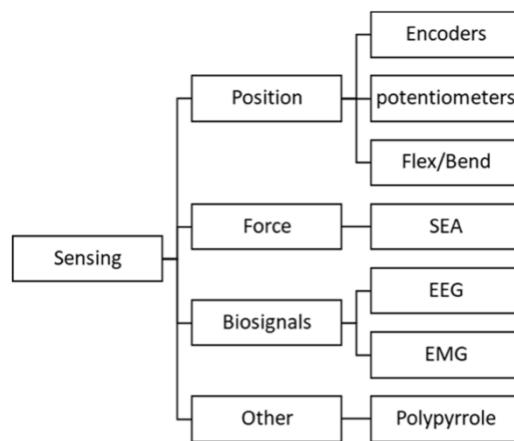 Sensing
Position
Encoders
potentiometers
Flex/Bend
Force
SEA
Biosignals
EEG
EMG
Other
Polypyrrole